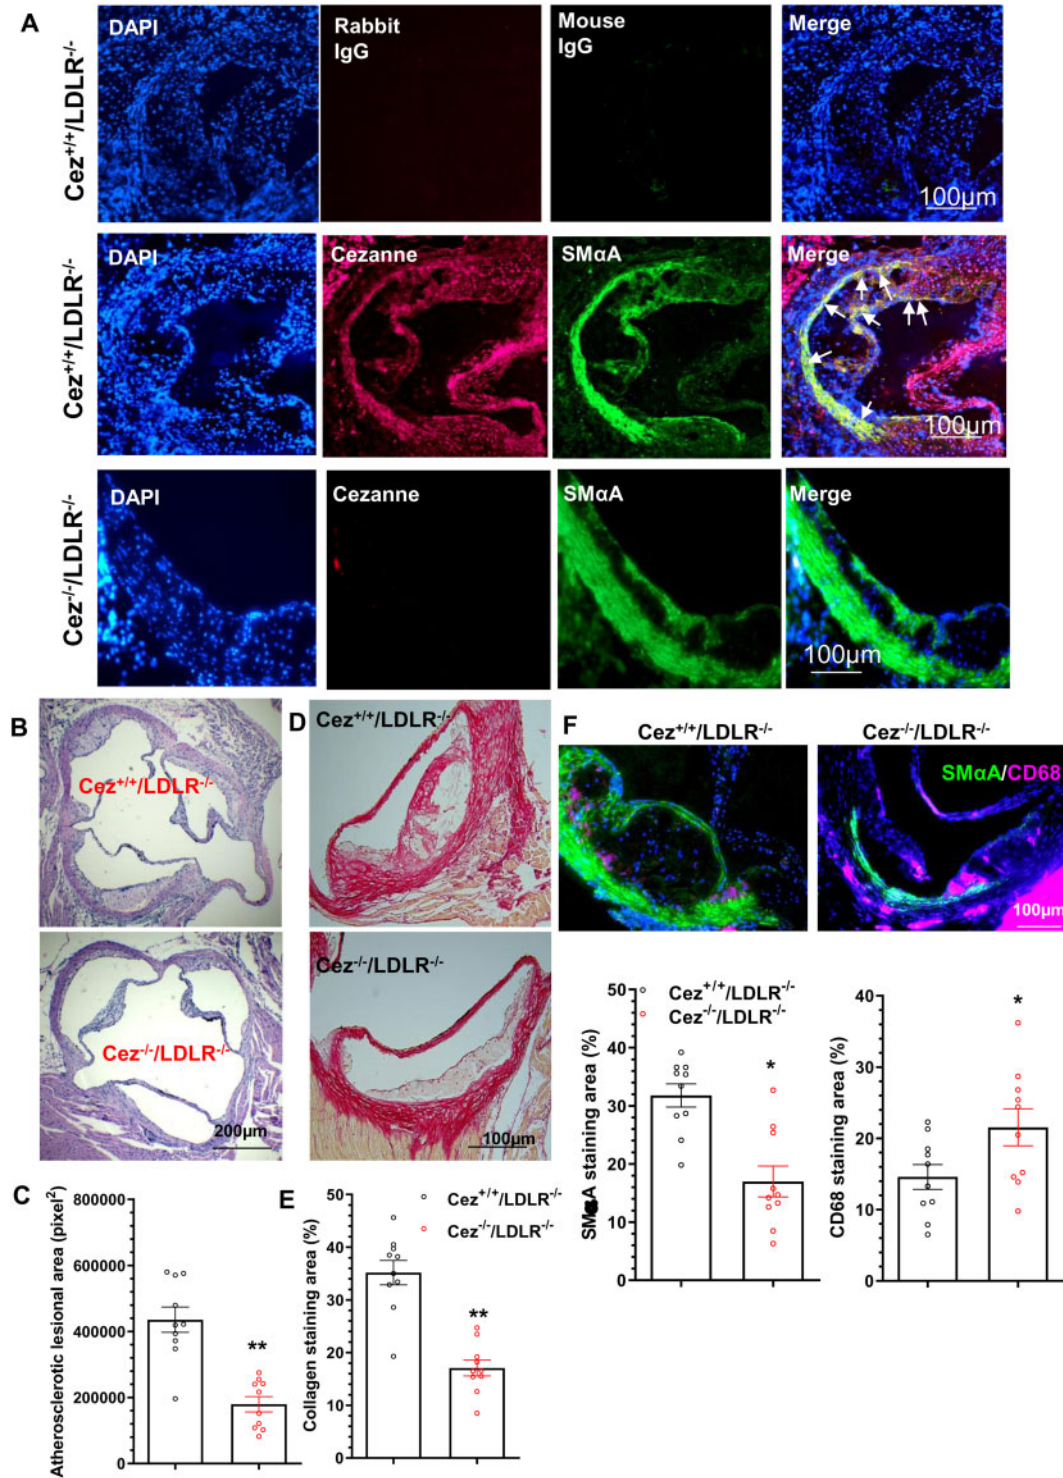 A
Cez+/+/LDLR-/-
DAPI
Rabbit
IgG
Mouse
IgG
Merge
100µm
Cez+/+/LDLR-/-
DAPI
Cezanne
SMαA
Merge
100µm
Cez-/-/LDLR-/-
DAPI
Cezanne
SMαA
Merge
100µm
B
Cez+/+/LDLR-/-
Cez-/-/LDLR-/-
200µm
D
Cez+/+/LDLR-/-
Cez-/-/LDLR-/-
100µm
F
Cez+/+/LDLR-/-
Cez-/-/LDLR-/-
SMαA/CD68
100µm
Cez+/+/LDLR-/-
Cez-/-/LDLR-/-
SMαA staining area (%)
50
40
30
20
10
0
*
CD68 staining area (%)
40
30
20
10
0
*
C
Atherosclerotic lesional area (pixel2)
800000
600000
400000
200000
0
**
E
Collagen staining area (%)
50
40
30
20
10
0
**
Cez+/+/LDLR-/-
Cez-/-/LDLR-/-